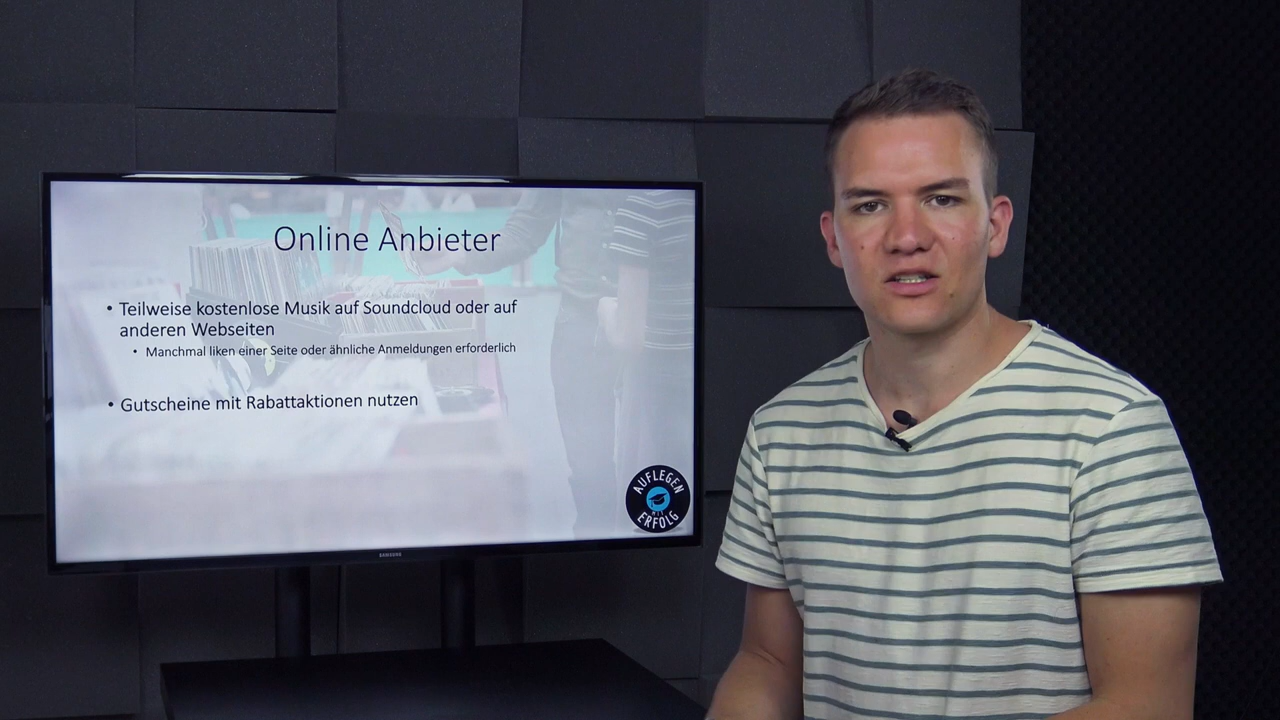 Online Anbieter
• Teilweise kostenlose Musik auf Soundcloud oder auf
anderen Webseiten
• Manchmal liken einer Seite oder ähnliche Anmeldungen erforderlich
• Gutscheine mit Rabattaktionen nutzen
AUFLEGEN
MIT
ERFOLG
SAMSUNG